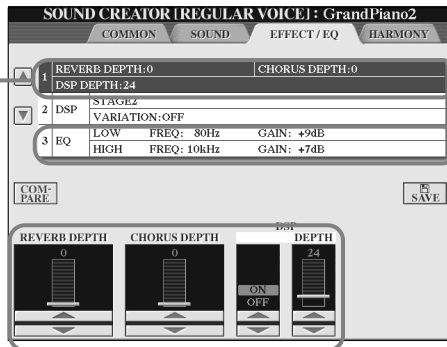 SOUND CREATOR [REGULAR VOICE] : GrandPiano2
COMMON SOUND EFFECT / EQ HARMONY
1 REVERB DEPTH:0 CHORUS DEPTH:0
DSP DEPTH:24
2 DSP STAGE2
VARIATION:OFF
3 EQ LOW FREQ: 80Hz GAIN: +9dB
HIGH FREQ: 10kHz GAIN: +7dB
COM-
PARE
SAVE
REVERB DEPTH CHORUS DEPTH DSP
DEPTH
0 0 24
ON
OFF